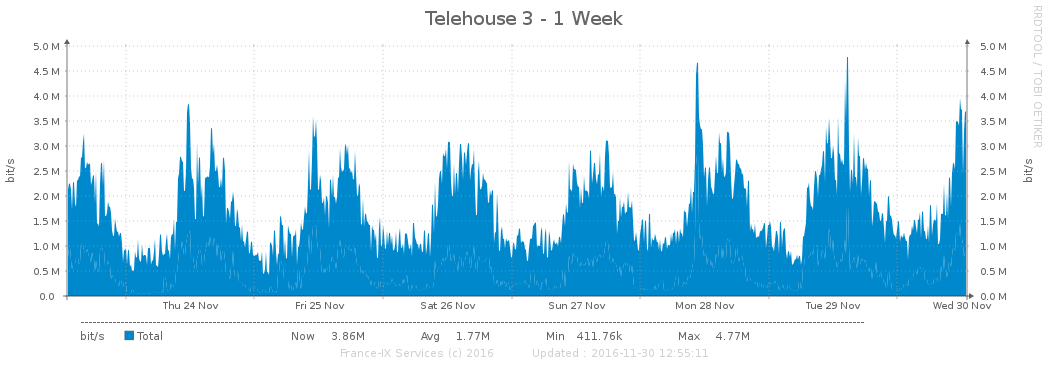 Telehouse 3 - 1 Week
RRDTOOL / TOBI OETIKER
bit/s
5.0 M
4.5 M
4.0 M
3.5 M
3.0 M
2.5 M
2.0 M
1.5 M
1.0 M
0.5 M
0.0
5.0 M
4.5 M
4.0 M
3.5 M
3.0 M
2.5 M
2.0 M
1.5 M
1.0 M
0.5 M
0.0 M
bit/s
Thu 24 Nov Fri 25 Nov Sat 26 Nov Sun 27 Nov Mon 28 Nov Tue 29 Nov Wed 30 Nov
bit/s Total Now 3.86M Avg 1.77M Min 411.76k Max 4.77M
France-IX Services (c) 2016 Updated : 2016-11-30 12:55:11